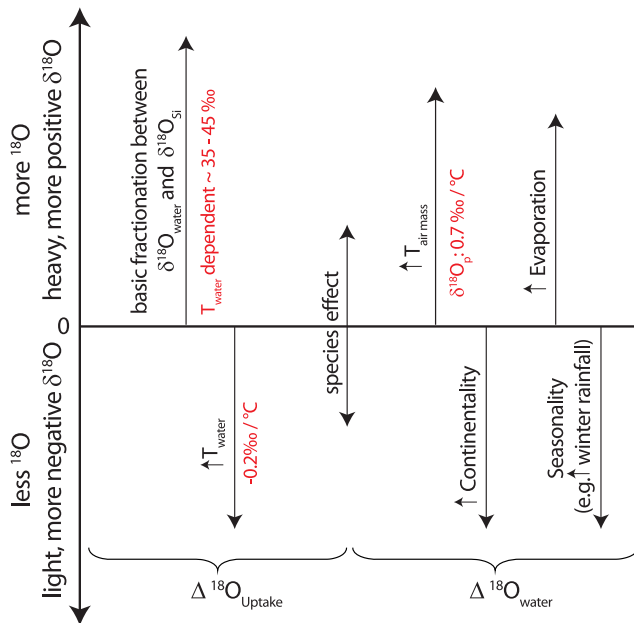 more ¹⁸O
heavy, more positive δ¹⁸O
0
less ¹⁸O
light, more negative δ¹⁸O
basic fractionation between
δ¹⁸O_water and δ¹⁸O_Si
T_water dependent ~ 35 - 45 ‰
↑T_water
-0.2‰ / °C
species effect
↑ T_air mass
δ¹⁸O_p: 0.7 ‰ / °C
↑ Continentality
↑ Evaporation
Seasonality
(e.g.↑ winter rainfall)
Δ ¹⁸O_Uptake
Δ ¹⁸O_water